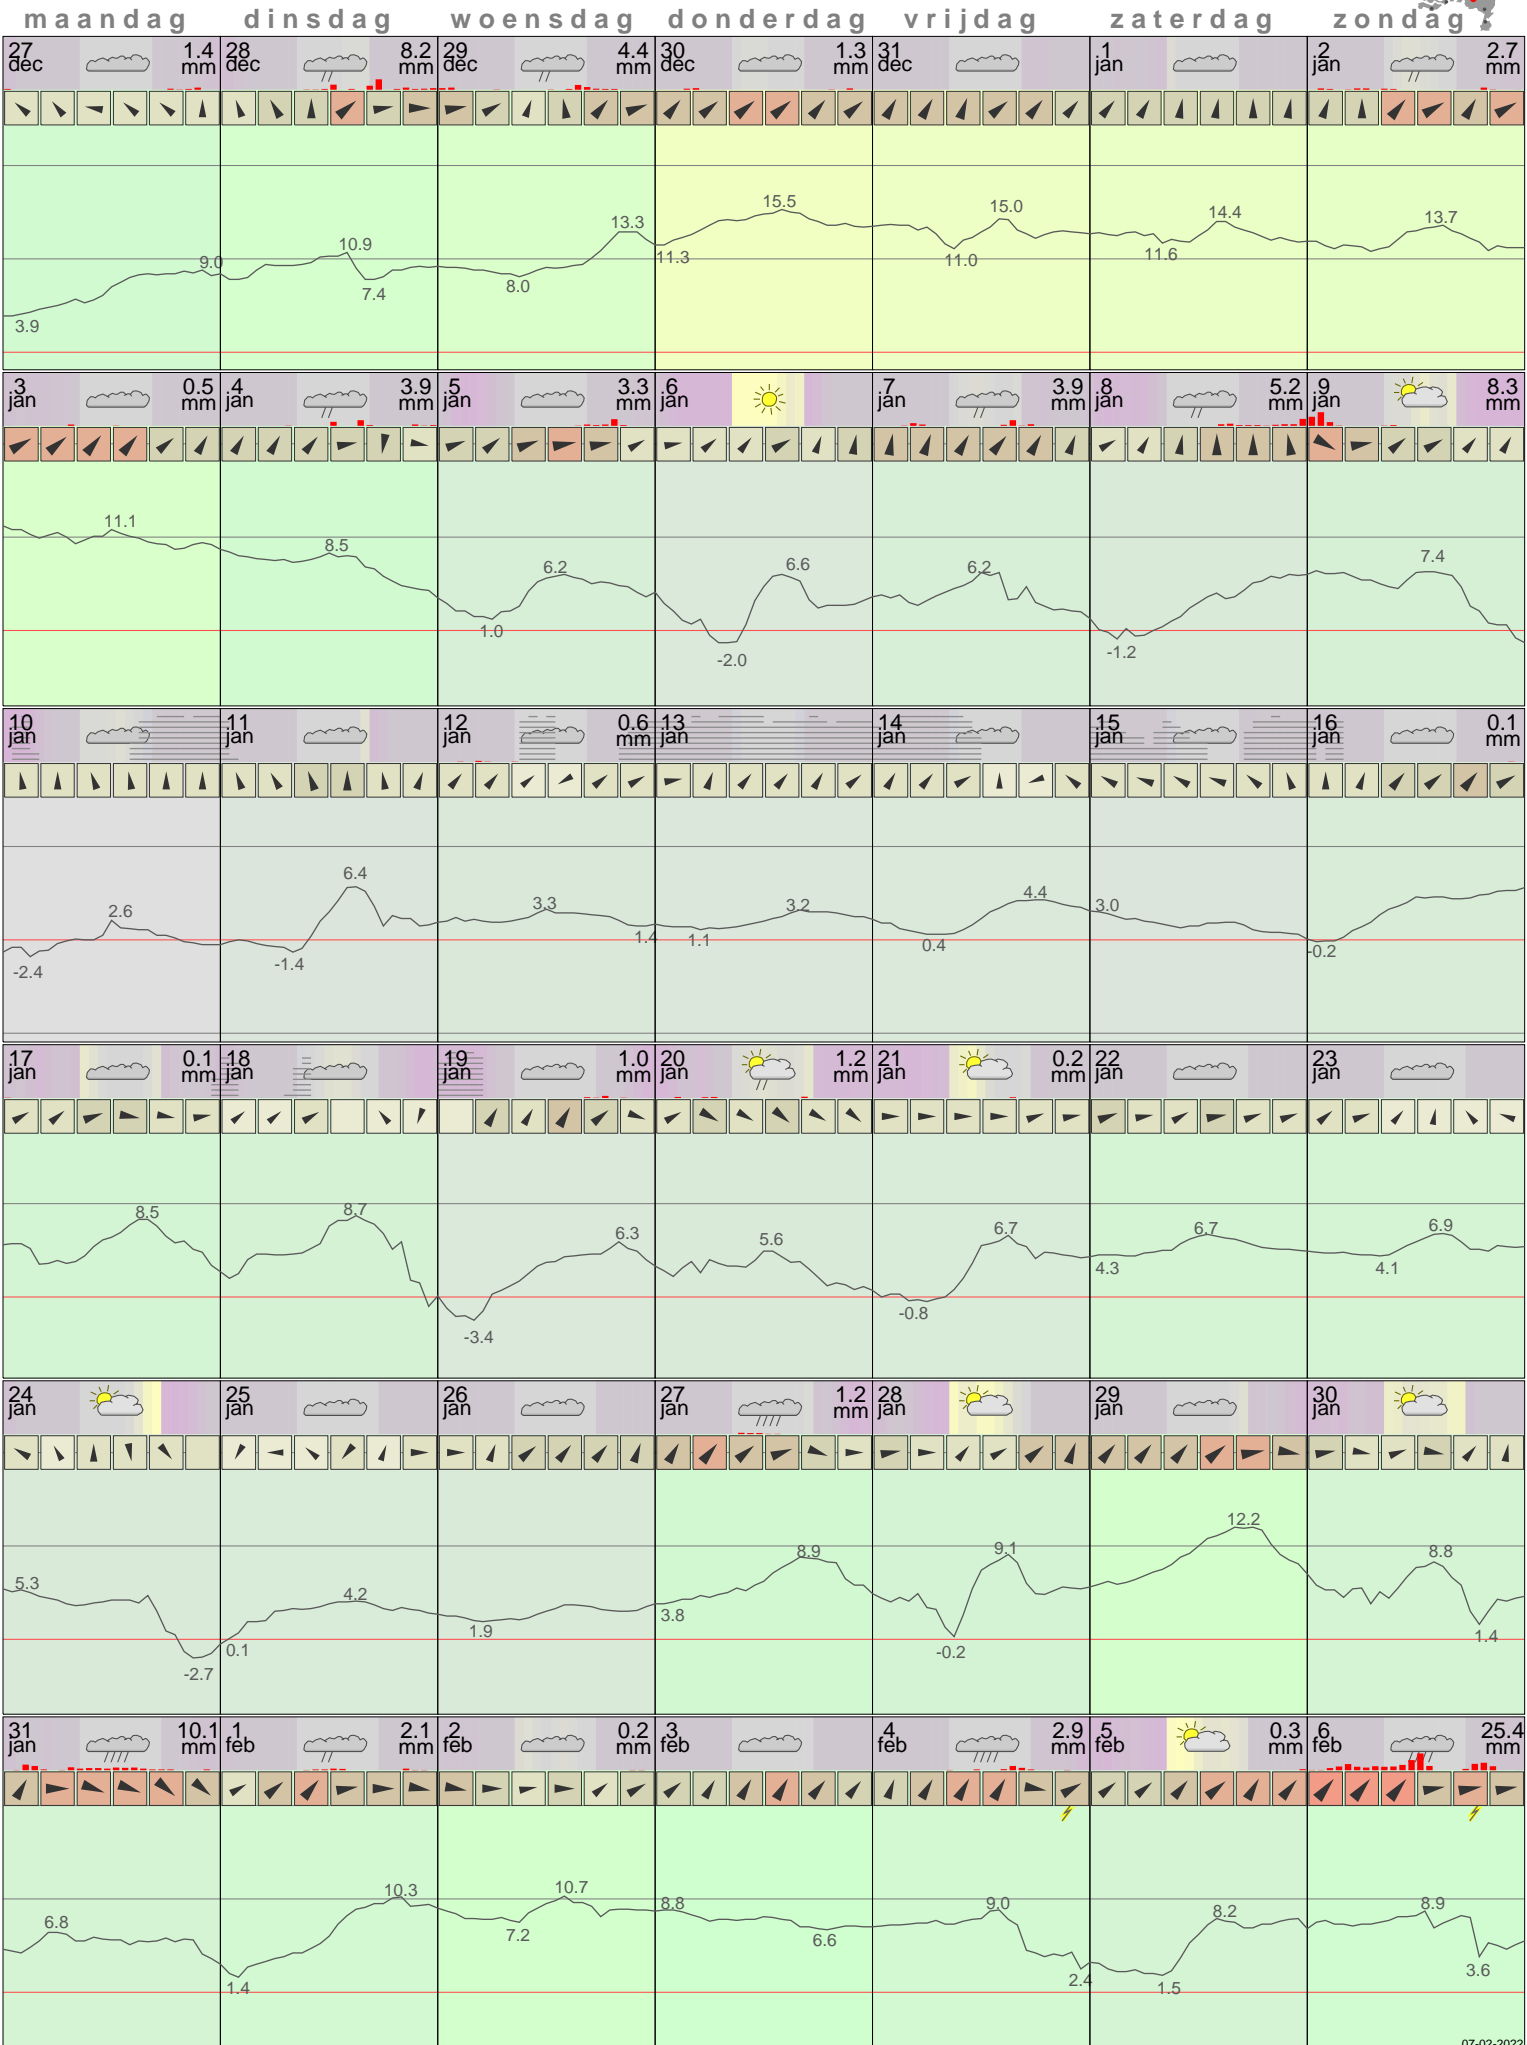 maandag dinsdag woensdag donderdag vrijdag zaterdag zondag
27 dec 1.4 mm 28 dec 8.2 mm 29 dec 4.4 mm 30 dec 1.3 mm 31 dec 1 jan 2 jan 2.7 mm
15.5 15.0 14.4 13.7
13.3
10.9 11.3 11.0 11.6
9.0
7.4 8.0
3.9
3 jan 0.5 mm 4 jan 3.9 mm 5 jan 3.3 mm 6 jan 7 jan 3.9 mm 8 jan 5.2 mm 9 jan 8.3 mm
11.1 8.5 6.2 6.6 6.2 7.4
1.0 -2.0 -1.2
10 jan 11 jan 12 jan 0.6 mm 13 jan 14 jan 15 jan 16 jan 0.1 mm
2.6 6.4 3.3 3.2 4.4 3.0
-2.4 -1.4 1.4 1.1 0.4 -0.2
17 jan 0.1 mm 18 jan 19 jan 1.0 mm 20 jan 1.2 mm 21 jan 0.2 mm 22 jan 23 jan
8.5 8.7 6.3 5.6 6.7 6.7 6.9
-3.4 -0.8 4.3 4.1
24 jan 25 jan 26 jan 27 jan 1.2 mm 28 jan 29 jan 30 jan
5.3 4.2 8.9 9.1 12.2 8.8
-2.7 0.1 1.9 3.8 -0.2 1.4
31 jan 10.1 mm 1 feb 2.1 mm 2 feb 0.2 mm 3 feb 4 feb 2.9 mm 5 feb 0.3 mm 6 feb 25.4 mm
6.8 10.3 10.7 8.8 9.0 8.2 8.9
1.4 7.2 6.6 2.4 1.5 3.6
07-02-2022